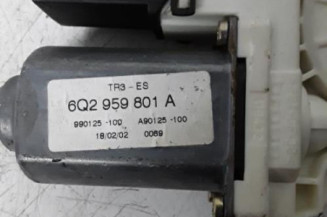 TR3 - ES
6Q2 959 801 A
990125 -100 A90125 -100
18/02/02 0069